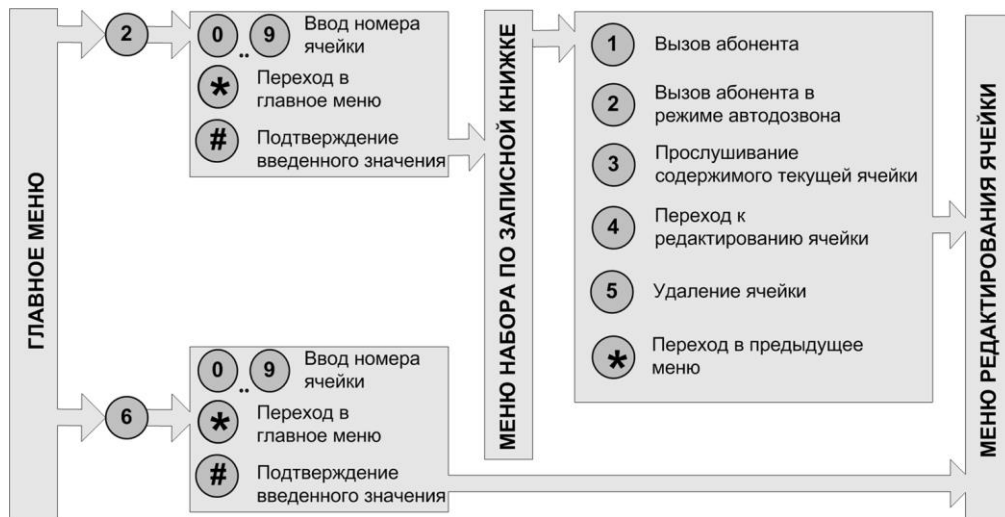 ГЛАВНОЕ МЕНЮ
2
0 .. 9 Ввод номера
ячейки
* Переход в
главное меню
# Подтверждение
введенного значения
МЕНЮ НАБОРА ПО ЗАПИСНОЙ КНИЖКЕ
1 Вызов абонента
2 Вызов абонента в
режиме автодозвона
3 Прослушивание
содержимого текущей ячейки
4 Переход к
редактированию ячейки
5 Удаление ячейки
* Переход в предыдущее
меню
6
0 .. 9 Ввод номера
ячейки
* Переход в
главное меню
# Подтверждение
введенного значения
МЕНЮ РЕДАКТИРОВАНИЯ ЯЧЕЙКИ